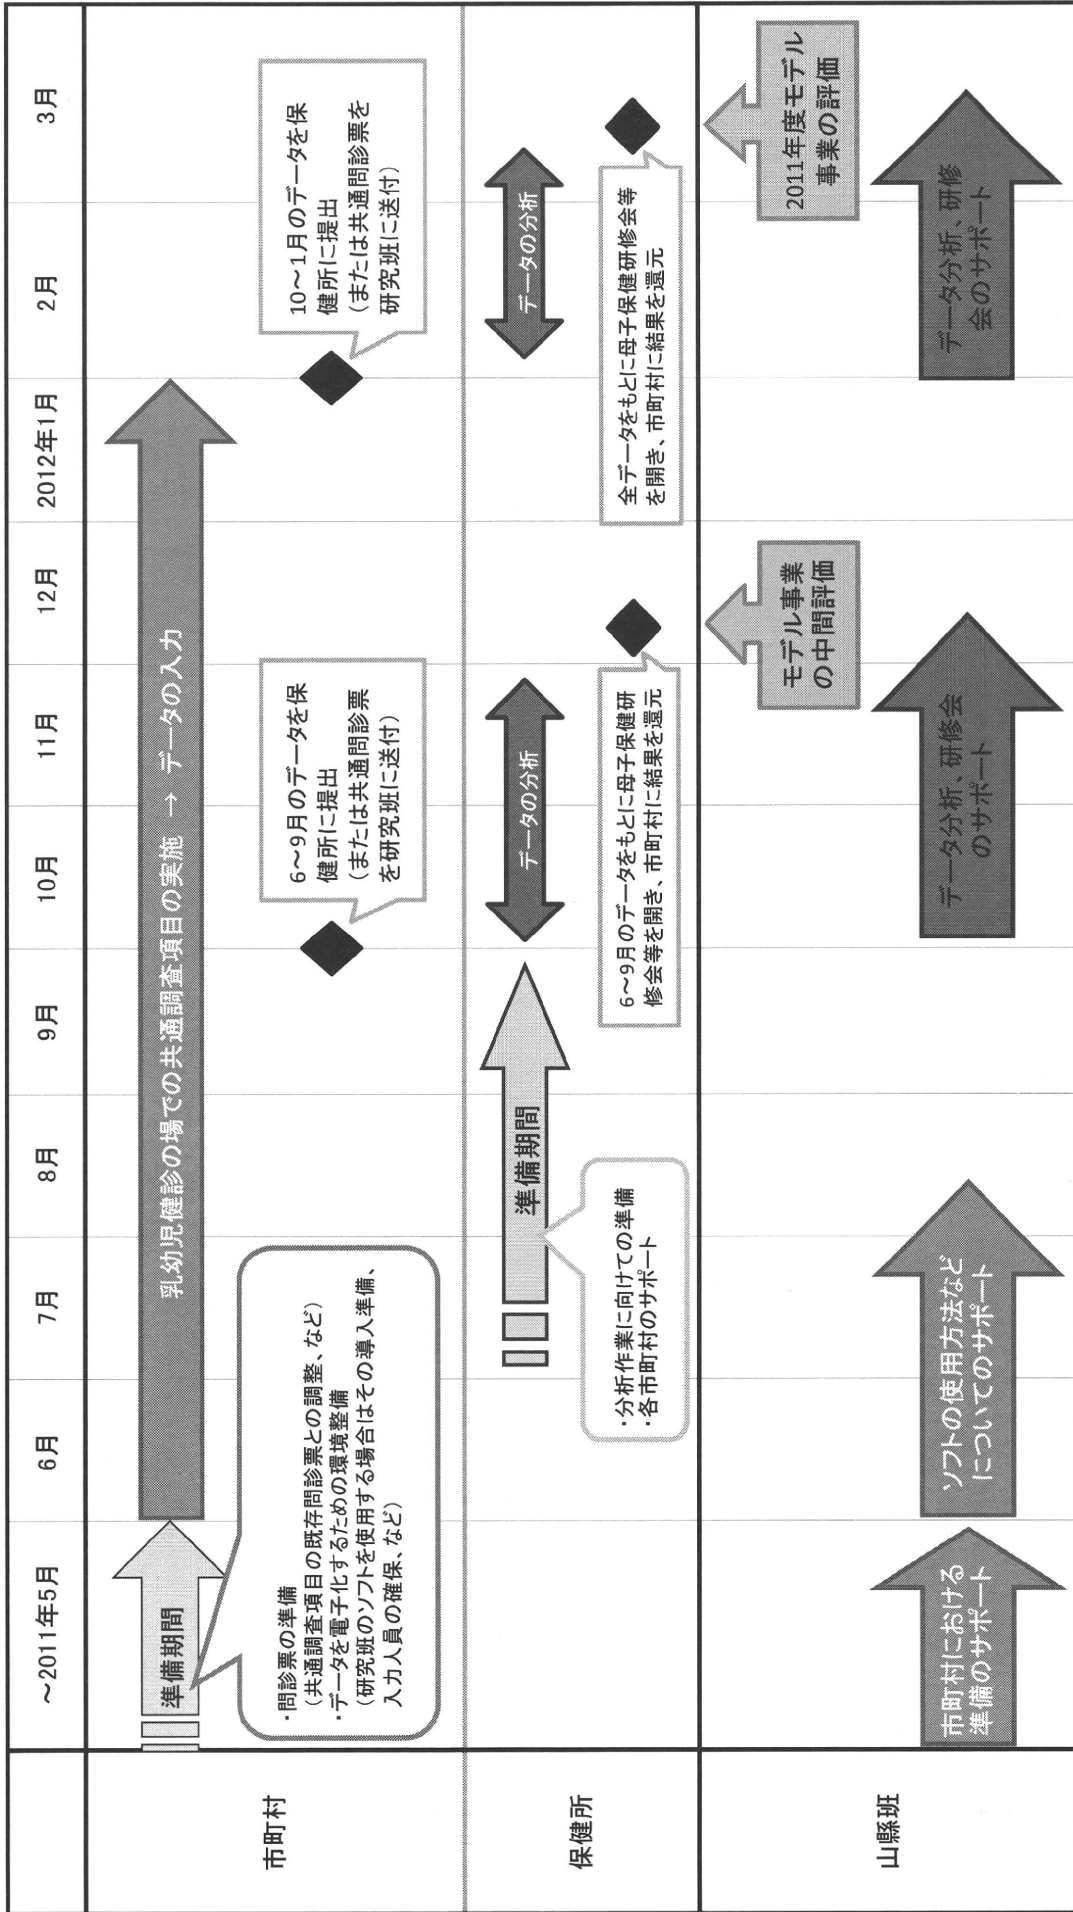 ～2011年5月
6月
7月
8月
9月
10月
11月
12月
2012年1月
2月
3月
市町村
準備期間
乳幼児健診の場での共通調査項目の実施 → データの入力
・問診票の準備
（共通調査項目の既存問診票との調整、など）
・データを電子化するための環境整備
（研究班のソフトを使用する場合はその導入準備、
入力人員の確保、など）
6～9月のデータを保
健所に提出
（または共通問診票
を研究班に送付）
10～1月のデータを保
健所に提出
（または共通問診票を
研究班に送付）
保健所
準備期間
・分析作業に向けての準備
・各市町村のサポート
データの分析
6～9月のデータをもとに母子保健研
修会等を開き、市町村に結果を還元
データの分析
全データをもとに母子保健研修会等
を開き、市町村に結果を還元
山縣班
市町村における
準備のサポート
ソフトの使用方法など
についてのサポート
モデル事業
の中間評価
データ分析、研修会
のサポート
2011年度モデル
事業の評価
データ分析、研修
会のサポート